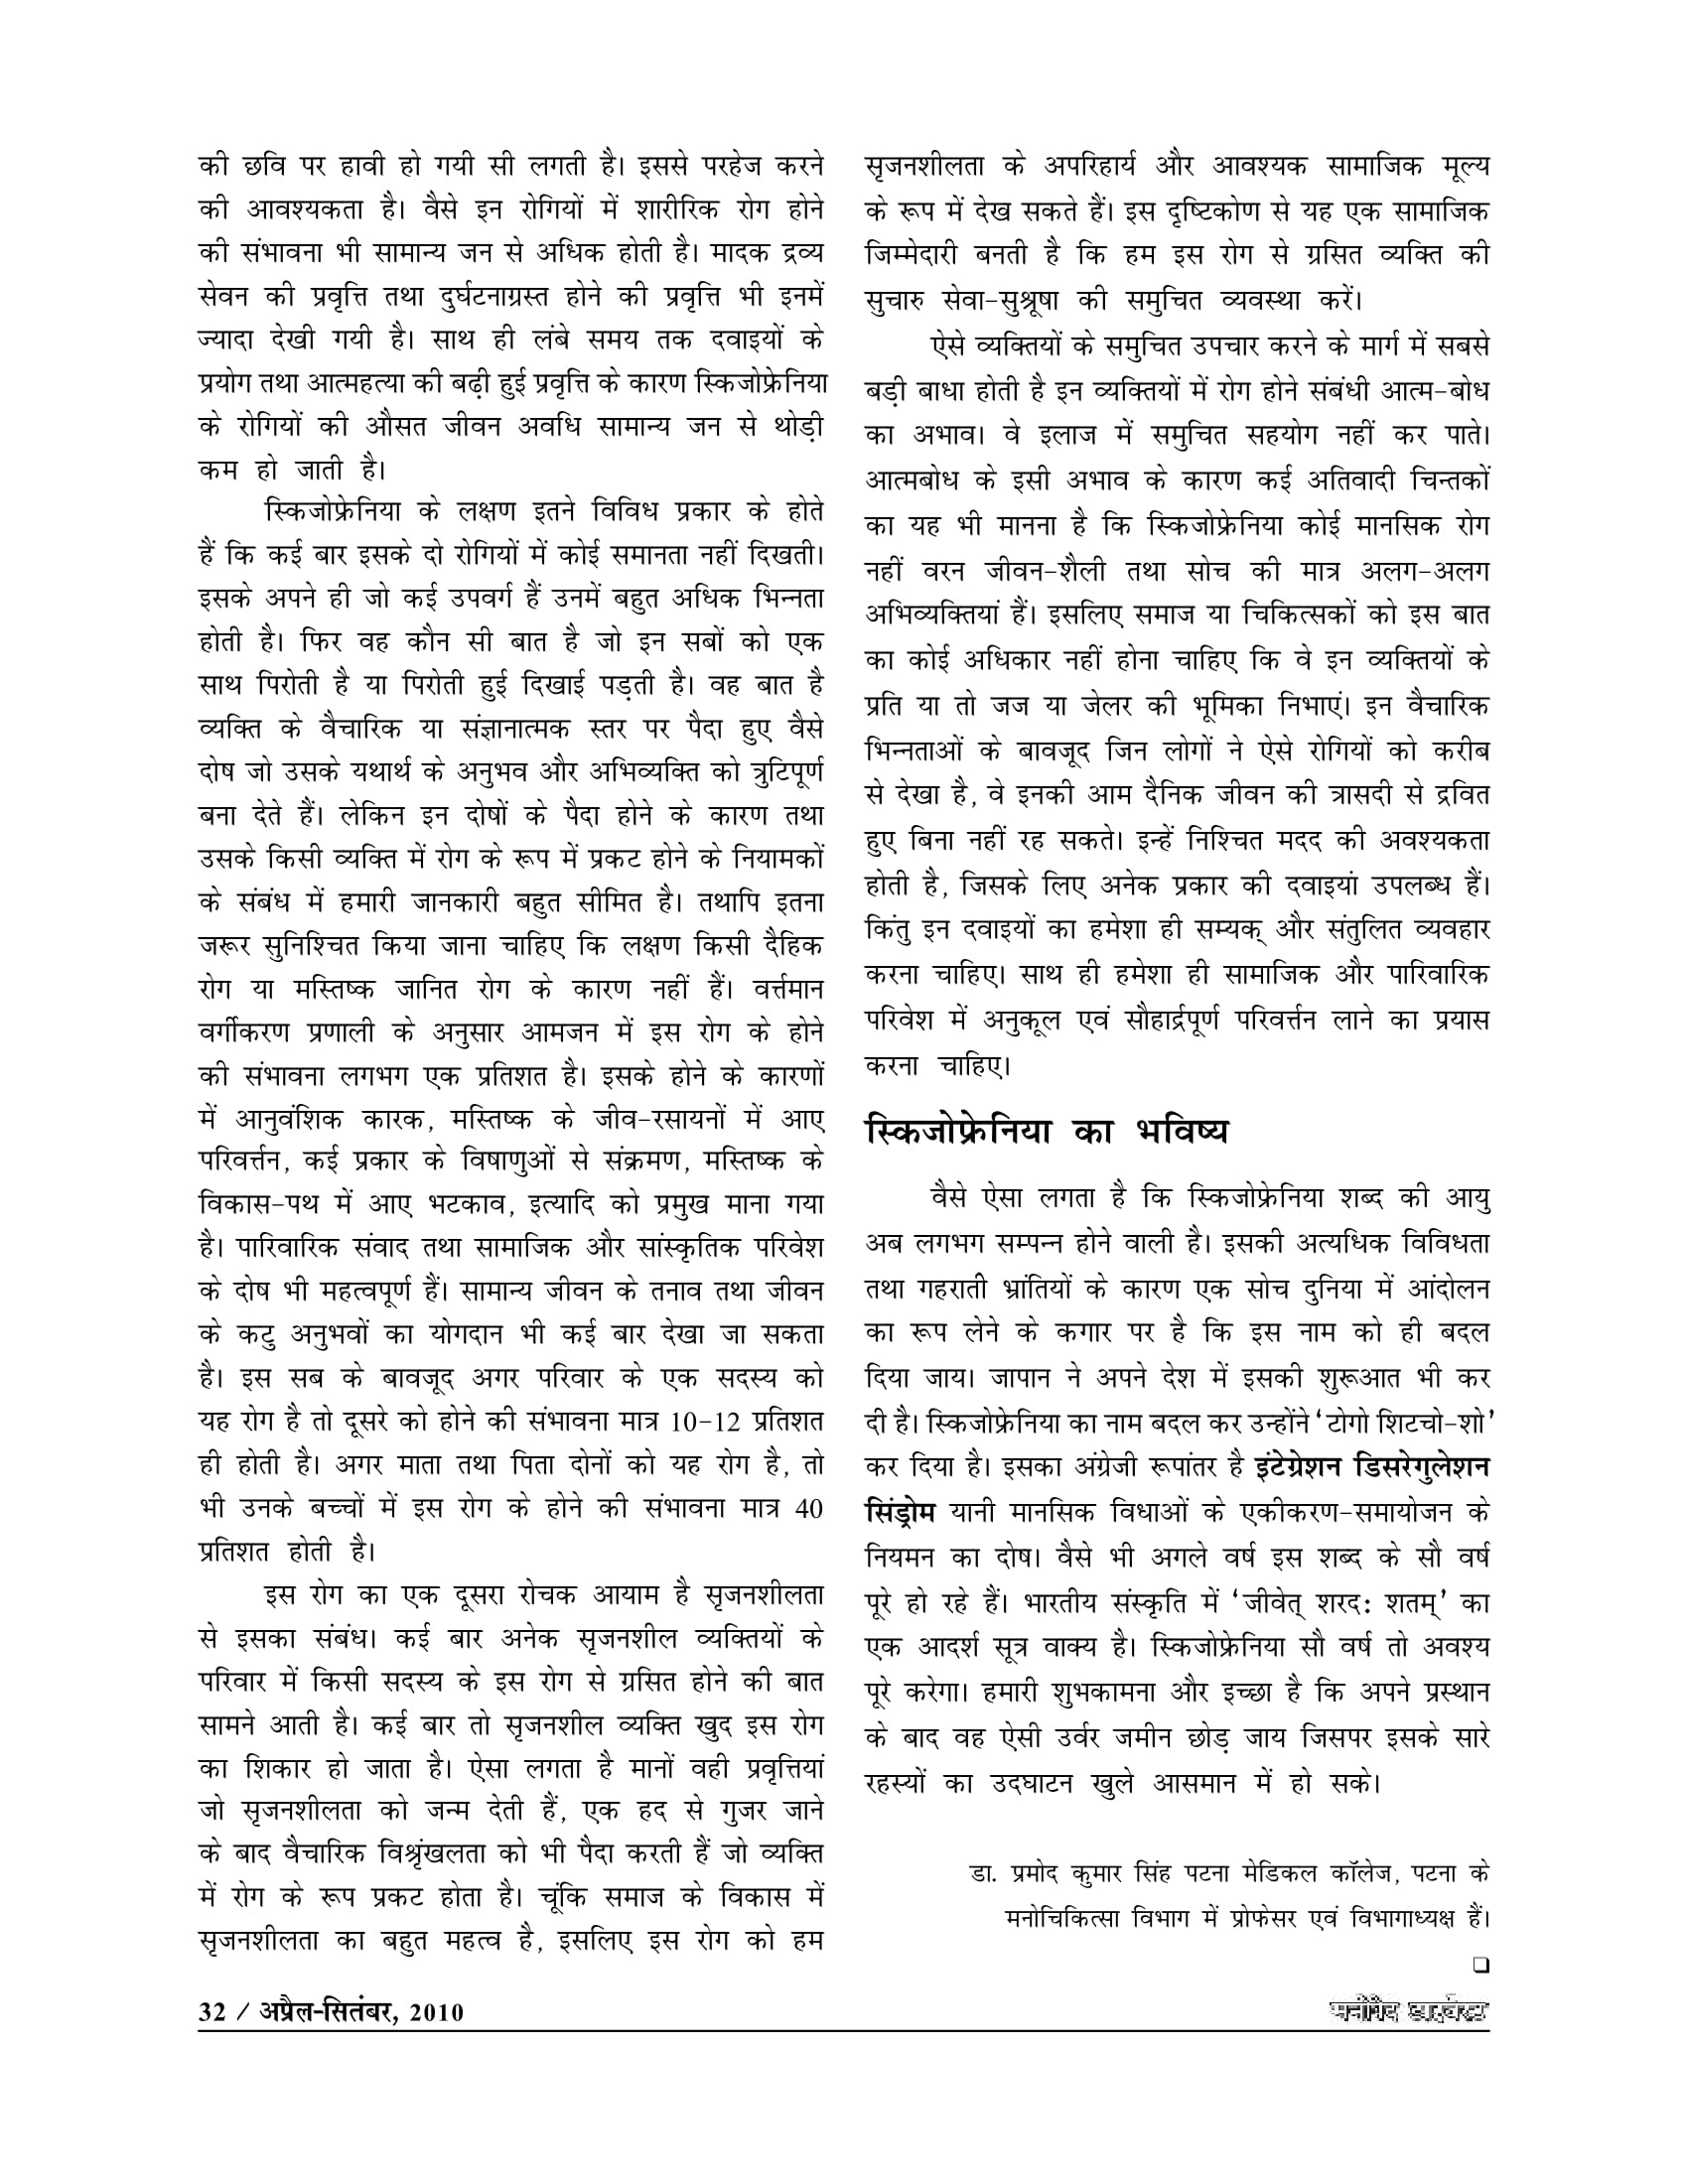 की छवि पर हावी हो गयी सी लगती है। इससे परहेज करने
की आवश्यकता है। वैसे इन रोगियों में शारीरिक रोग होने
की संभावना भी सामान्य जन से अधिक होती है। मादक द्रव्य
सेवन की प्रवृत्ति तथा दुर्घटनाग्रस्त होने की प्रवृत्ति भी इनमें
ज्यादा देखी गयी है। साथ ही लंबे समय तक दवाइयों के
प्रयोग तथा आत्महत्या की बढ़ी हुई प्रवृत्ति के कारण स्किजोफ्रेनिया
के रोगियों की औसत जीवन अवधि सामान्य जन से थोड़ी
कम हो जाती है।
स्किजोफ्रेनिया के लक्षण इतने विविध प्रकार के होते
हैं कि कई बार इसके दो रोगियों में कोई समानता नहीं दिखती।
इसके अपने ही जो कई उपवर्ग हैं उनमें बहुत अधिक भिन्नता
होती है। फिर वह कौन सी बात है जो इन सबों को एक
साथ पिरोती है या पिरोती हुई दिखाई पड़ती है। वह बात है
व्यक्ति के वैचारिक या संज्ञानात्मक स्तर पर पैदा हुए वैसे
दोष जो उसके यथार्थ के अनुभव और अभिव्यक्ति को त्रुटिपूर्ण
बना देते हैं। लेकिन इन दोषों के पैदा होने के कारण तथा
उसके किसी व्यक्ति में रोग के रूप में प्रकट होने के नियामकों
के संबंध में हमारी जानकारी बहुत सीमित है। तथापि इतना
जरूर सुनिश्चित किया जाना चाहिए कि लक्षण किसी दैहिक
रोग या मस्तिष्क जानित रोग के कारण नहीं हैं। वर्त्तमान
वर्गीकरण प्रणाली के अनुसार आमजन में इस रोग के होने
की संभावना लगभग एक प्रतिशत है। इसके होने के कारणों
में आनुवंशिक कारक, मस्तिष्क के जीव-रसायनों में आए
परिवर्त्तन, कई प्रकार के विषाणुओं से संक्रमण, मस्तिष्क के
विकास-पथ में आए भटकाव, इत्यादि को प्रमुख माना गया
है। पारिवारिक संवाद तथा सामाजिक और सांस्कृतिक परिवेश
के दोष भी महत्वपूर्ण हैं। सामान्य जीवन के तनाव तथा जीवन
के कटु अनुभवों का योगदान भी कई बार देखा जा सकता
है। इस सब के बावजूद अगर परिवार के एक सदस्य को
यह रोग है तो दूसरे को होने की संभावना मात्र 10-12 प्रतिशत
ही होती है। अगर माता तथा पिता दोनों को यह रोग है, तो
भी उनके बच्चों में इस रोग के होने की संभावना मात्र 40
प्रतिशत होती है।
इस रोग का एक दूसरा रोचक आयाम है सृजनशीलता
से इसका संबंध। कई बार अनेक सृजनशील व्यक्तियों के
परिवार में किसी सदस्य के इस रोग से ग्रसित होने की बात
सामने आती है। कई बार तो सृजनशील व्यक्ति खुद इस रोग
का शिकार हो जाता है। ऐसा लगता है मानों वही प्रवृत्तियां
जो सृजनशीलता को जन्म देती हैं, एक हद से गुजर जाने
के बाद वैचारिक विश्रृंखलता को भी पैदा करती हैं जो व्यक्ति
में रोग के रूप प्रकट होता है। चूंकि समाज के विकास में
सृजनशीलता का बहुत महत्व है, इसलिए इस रोग को हम
सृजनशीलता के अपरिहार्य और आवश्यक सामाजिक मूल्य
के रूप में देख सकते हैं। इस दृष्टिकोण से यह एक सामाजिक
जिम्मेदारी बनती है कि हम इस रोग से ग्रसित व्यक्ति की
सुचारु सेवा-सुश्रूषा की समुचित व्यवस्था करें।
ऐसे व्यक्तियों के समुचित उपचार करने के मार्ग में सबसे
बड़ी बाधा होती है इन व्यक्तियों में रोग होने संबंधी आत्म-बोध
का अभाव। वे इलाज में समुचित सहयोग नहीं कर पाते।
आत्मबोध के इसी अभाव के कारण कई अतिवादी चिन्तकों
का यह भी मानना है कि स्किजोफ्रेनिया कोई मानसिक रोग
नहीं वरन जीवन-शैली तथा सोच की मात्र अलग-अलग
अभिव्यक्तियां हैं। इसलिए समाज या चिकित्सकों को इस बात
का कोई अधिकार नहीं होना चाहिए कि वे इन व्यक्तियों के
प्रति या तो जज या जेलर की भूमिका निभाएं। इन वैचारिक
भिन्नताओं के बावजूद जिन लोगों ने ऐसे रोगियों को करीब
से देखा है, वे इनकी आम दैनिक जीवन की त्रासदी से द्रवित
हुए बिना नहीं रह सकते। इन्हें निश्चित मदद की अवश्यकता
होती है, जिसके लिए अनेक प्रकार की दवाइयां उपलब्ध हैं।
किंतु इन दवाइयों का हमेशा ही सम्यक् और संतुलित व्यवहार
करना चाहिए। साथ ही हमेशा ही सामाजिक और पारिवारिक
परिवेश में अनुकूल एवं सौहार्द्रपूर्ण परिवर्त्तन लाने का प्रयास
करना चाहिए।
स्किजोफ्रेनिया का भविष्य
वैसे ऐसा लगता है कि स्किजोफ्रेनिया शब्द की आयु
अब लगभग सम्पन्न होने वाली है। इसकी अत्यधिक विविधता
तथा गहराती भ्रांतियों के कारण एक सोच दुनिया में आंदोलन
का रूप लेने के कगार पर है कि इस नाम को ही बदल
दिया जाय। जापान ने अपने देश में इसकी शुरूआत भी कर
दी है। स्किजोफ्रेनिया का नाम बदल कर उन्होंने ‘टोगो शिटचो-शो’
कर दिया है। इसका अंग्रेजी रूपांतर है इंटेग्रेशन डिसरेगुलेशन
सिंड्रोम यानी मानसिक विधाओं के एकीकरण-समायोजन के
नियमन का दोष। वैसे भी अगले वर्ष इस शब्द के सौ वर्ष
पूरे हो रहे हैं। भारतीय संस्कृति में ‘जीवेत् शरदः शतम्’ का
एक आदर्श सूत्र वाक्य है। स्किजोफ्रेनिया सौ वर्ष तो अवश्य
पूरे करेगा। हमारी शुभकामना और इच्छा है कि अपने प्रस्थान
के बाद वह ऐसी उर्वर जमीन छोड़ जाय जिसपर इसके सारे
रहस्यों का उदघाटन खुले आसमान में हो सके।
डा. प्रमोद कुमार सिंह पटना मेडिकल कॉलेज, पटना के
मनोचिकित्सा विभाग में प्रोफेसर एवं विभागाध्यक्ष हैं।
32 / अप्रैल-सितंबर, 2010